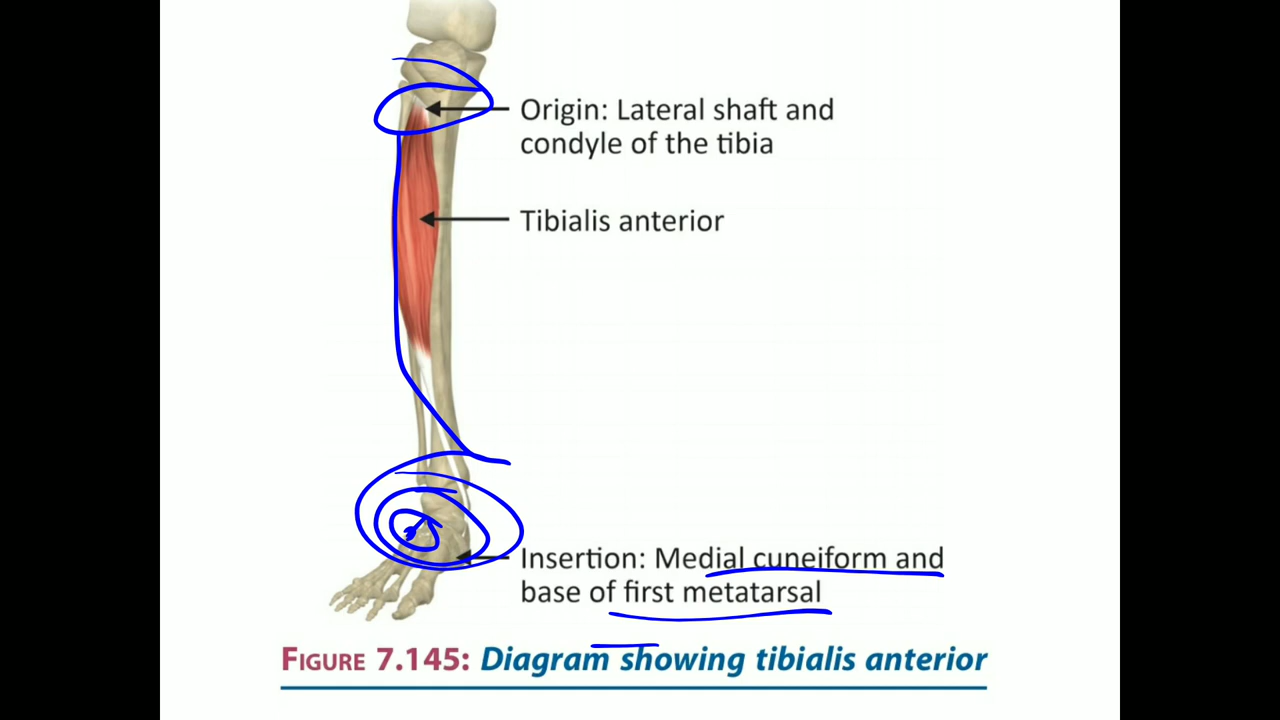 Origin: Lateral shaft and
condyle of the tibia
Tibialis anterior
Insertion: Medial cuneiform and
base of first metatarsal
FIGURE 7.145: Diagram showing tibialis anterior